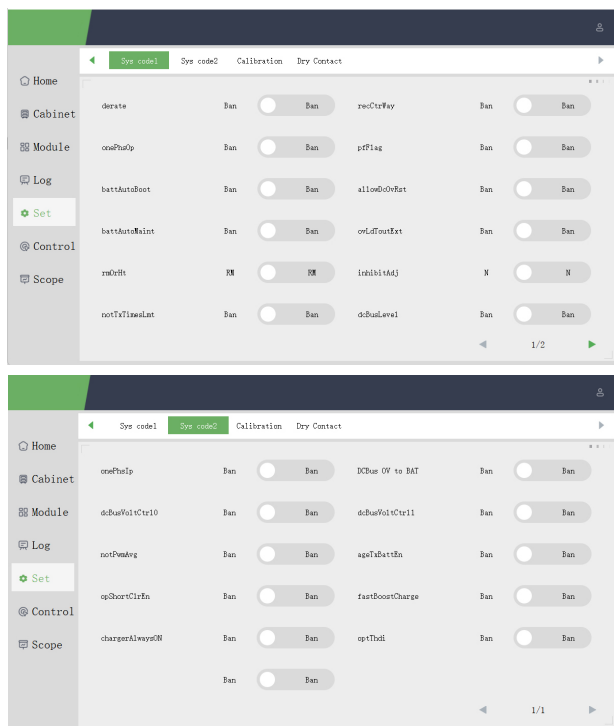 Sys code1 Sys code2 Calibration Dry Contact
Home
Cabinet
Module
Log
Set
Control
Scope
derate Ban Ban recCtrWay Ban Ban
onePhsOp Ban Ban pfFlag Ban Ban
battAutoBoot Ban Ban allowDcOvRst Ban Ban
battAutoMaint Ban Ban ovLdToutExt Ban Ban
rmOrHt RM RM inhibitAdj N N
notTxTimesLmt Ban Ban dcBusLevel Ban Ban
1/2
Sys code1 Sys code2 Calibration Dry Contact
Home
Cabinet
Module
Log
Set
Control
Scope
onePhsIp Ban Ban DCBus OV to BAT Ban Ban
dcBusVoltCtrl0 Ban Ban dcBusVoltCtrl1 Ban Ban
notPwmAvg Ban Ban ageTxBattEn Ban Ban
opShortClrEn Ban Ban fastBoostCharge Ban Ban
chargerAlwaysON Ban Ban optThdi Ban Ban
Ban Ban
1/1